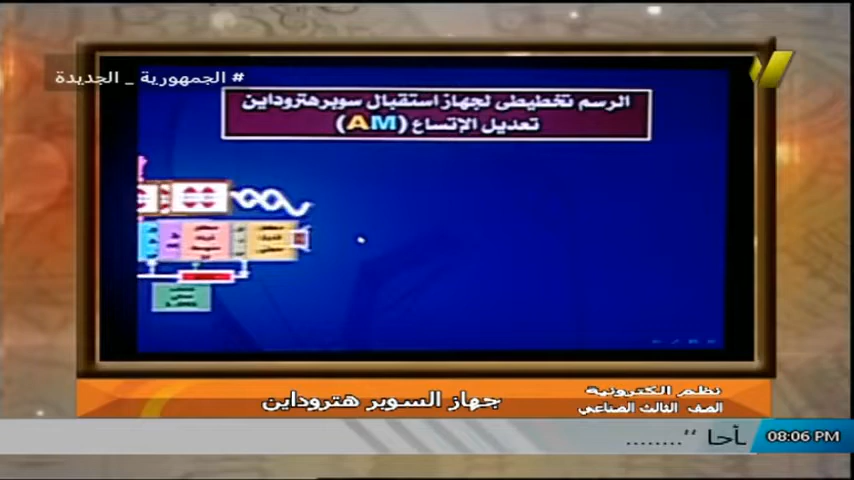 # الجمهورية _ الجديدة
الرسم تخطيطى لجهاز استقبال سوبرهتروداين
تعديل الإتساع (AM)
نظم الكترونية
جهاز السوبر هتروداين
الصف الثالث الصناعي
08:06 PM